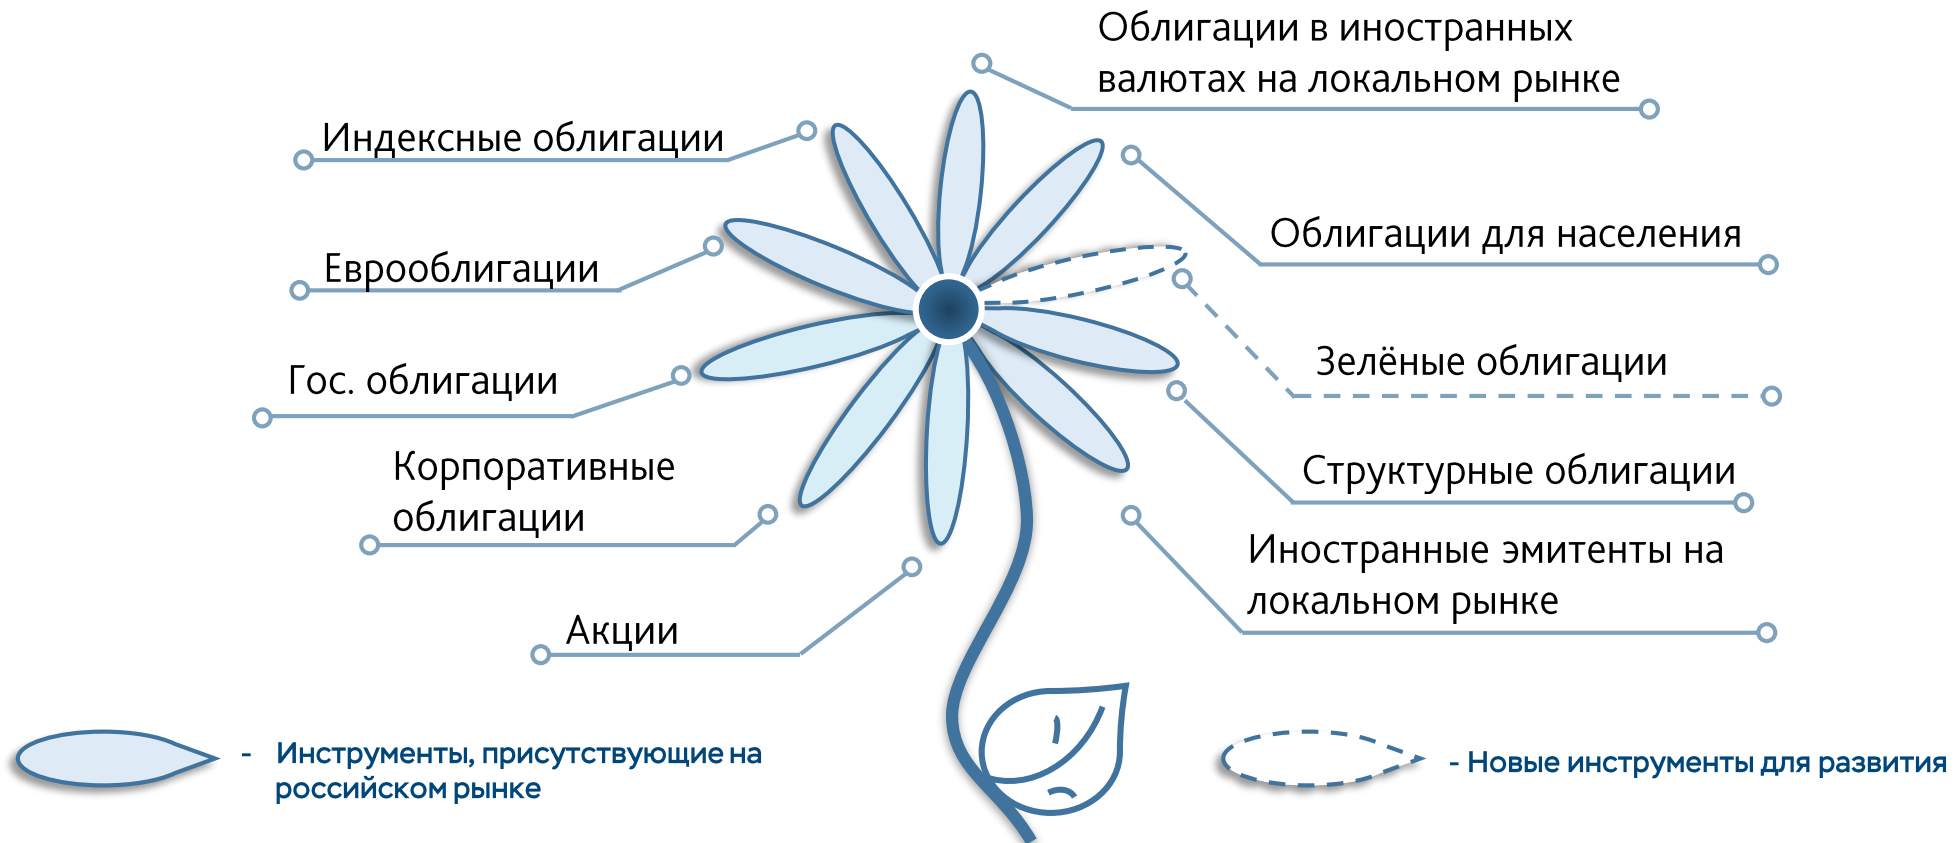 Облигации в иностранных
валютах на локальном рынке
Индексные облигации
Облигации для населения
Еврооблигации
Зелёные облигации
Гос. облигации
Структурные облигации
Корпоративные
облигации
Иностранные эмитенты на
локальном рынке
Акции
- Инструменты, присутствующие на
российском рынке
- Новые инструменты для развития